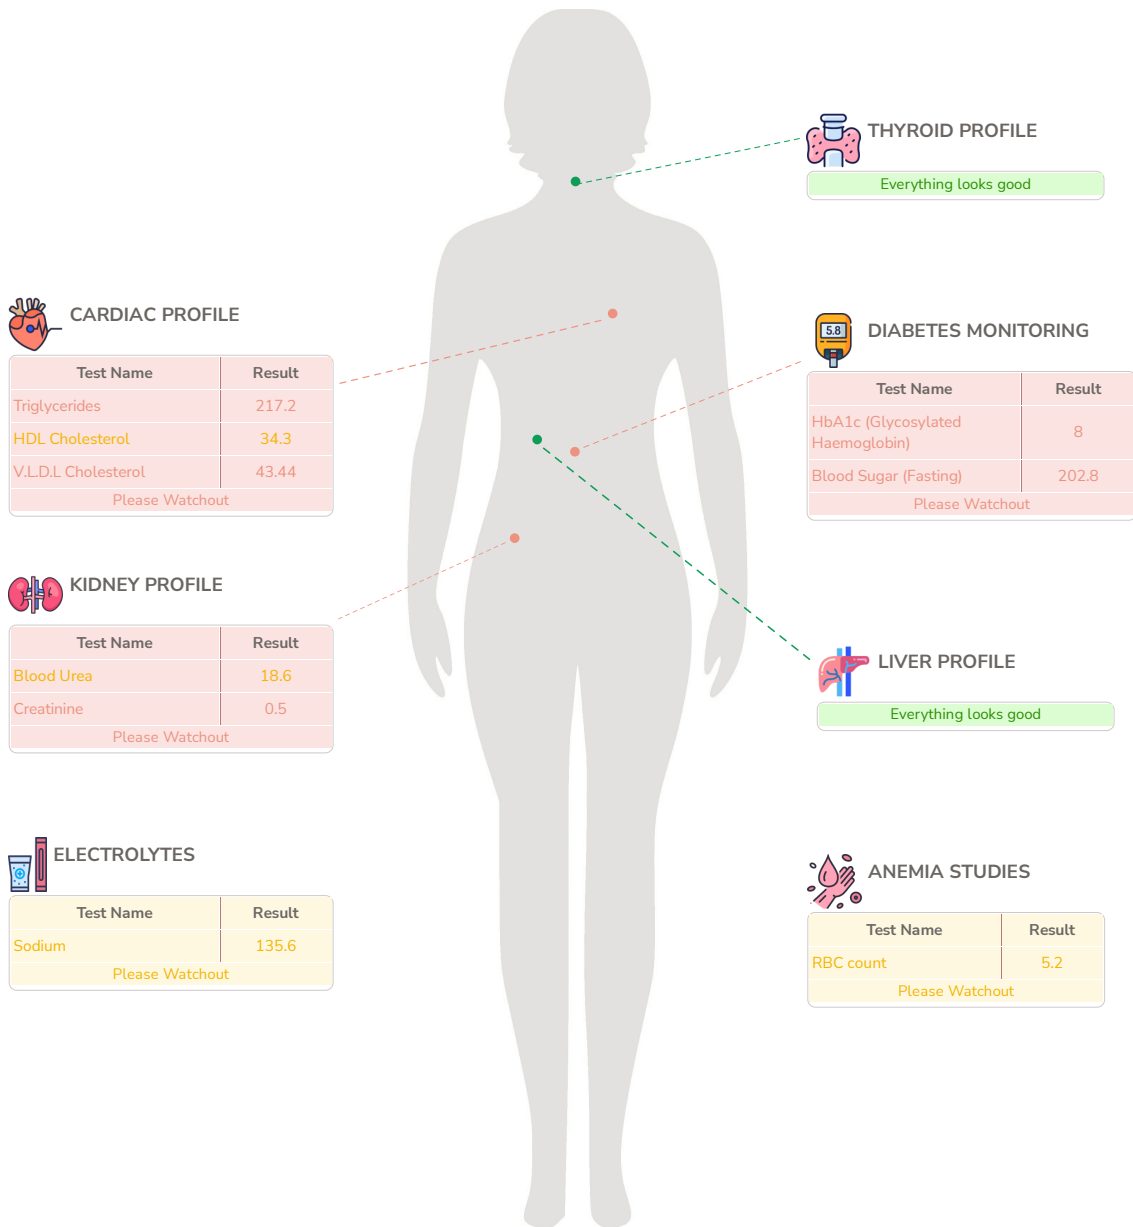 THYROID PROFILE
Everything looks good
CARDIAC PROFILE
Test Name Result
Triglycerides 217.2
HDL Cholesterol 34.3
V.L.D.L Cholesterol 43.44
Please Watchout
5.8
DIABETES MONITORING
Test Name Result
HbA1c (Glycosylated
Haemoglobin) 8
Blood Sugar (Fasting) 202.8
Please Watchout
KIDNEY PROFILE
Test Name Result
Blood Urea 18.6
Creatinine 0.5
Please Watchout
LIVER PROFILE
Everything looks good
ELECTROLYTES
Test Name Result
Sodium 135.6
Please Watchout
ANEMIA STUDIES
Test Name Result
RBC count 5.2
Please Watchout